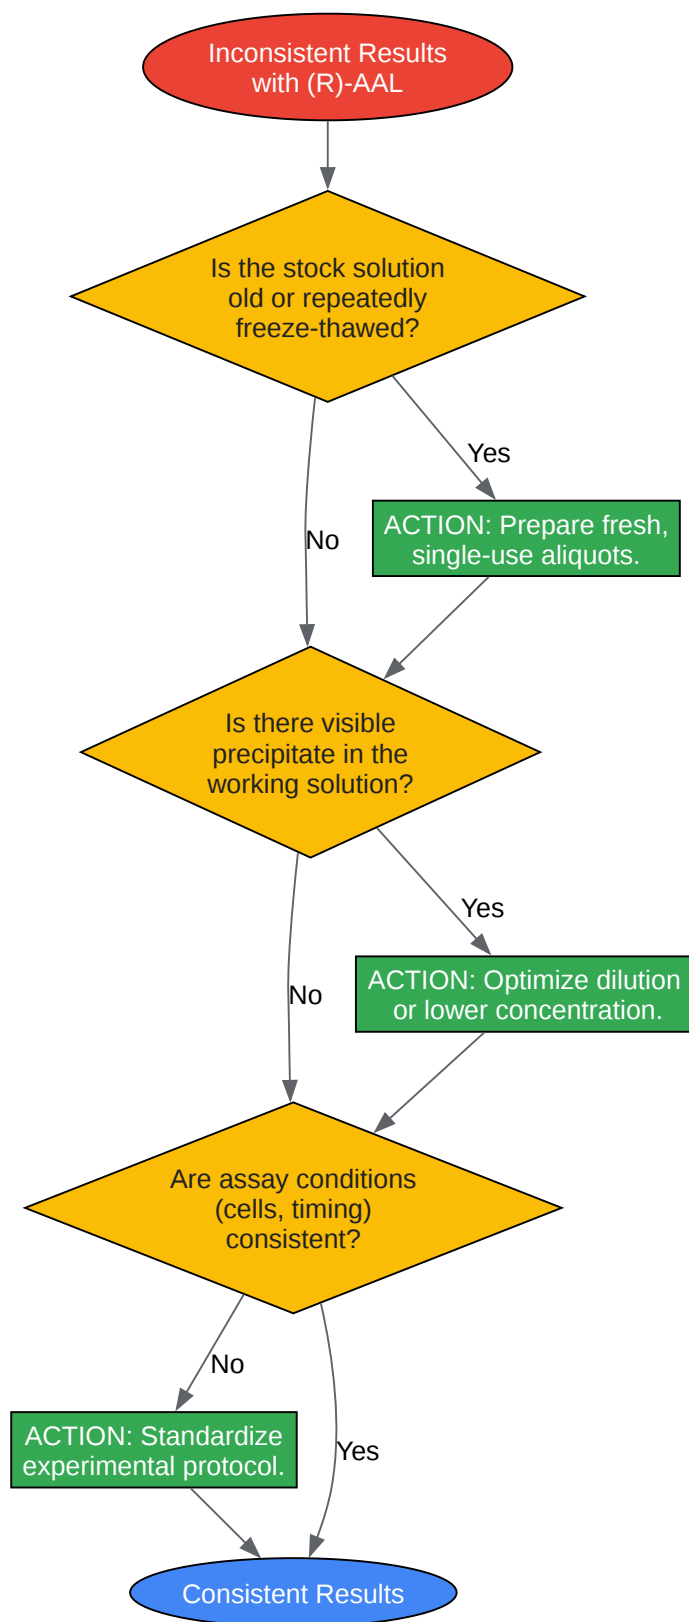 Inconsistent Results
with (R)-AAL
Is the stock solution
old or repeatedly
freeze-thawed?
Yes
ACTION: Prepare fresh,
single-use aliquots.
No
Is there visible
precipitate in the
working solution?
Yes
ACTION: Optimize dilution
or lower concentration.
No
Are assay conditions
(cells, timing)
consistent?
No
ACTION: Standardize
experimental protocol.
Yes
Consistent Results